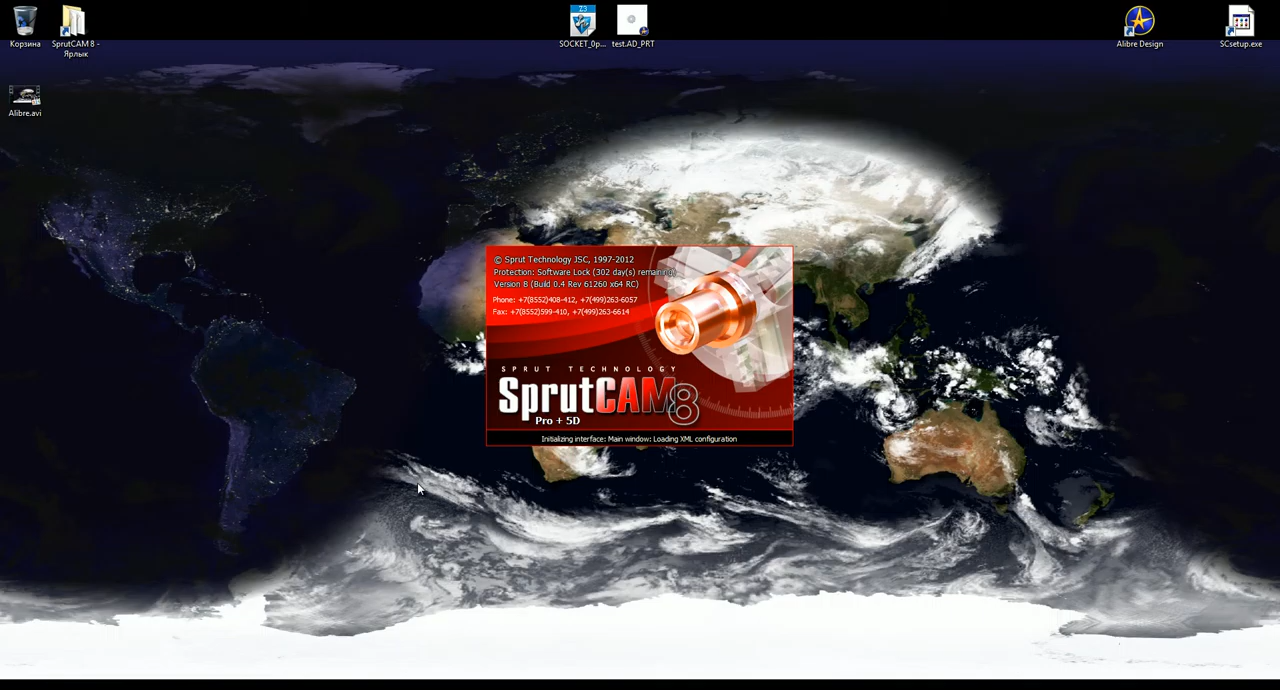 Корзина
SprutCAM 8 -
Ярлык
Z3
SOCKET_0p...
test.AD_PRT
Alibre Design
SCsetup.exe
Alibre.avi
© Sprut Technology JSC, 1997-2012
Protection: Software Lock (302 day(s) remaining)
Version 8 (Build 0.4 Rev 61260 x64 RC)
Phone: +7(8552)408-412, +7(499)263-6057
Fax: +7(8552)599-410, +7(499)263-6614
SPRUT TECHNOLOGY
SprutCAM 8
Pro + 5D
Initializing interface: Main window: Loading XML configuration